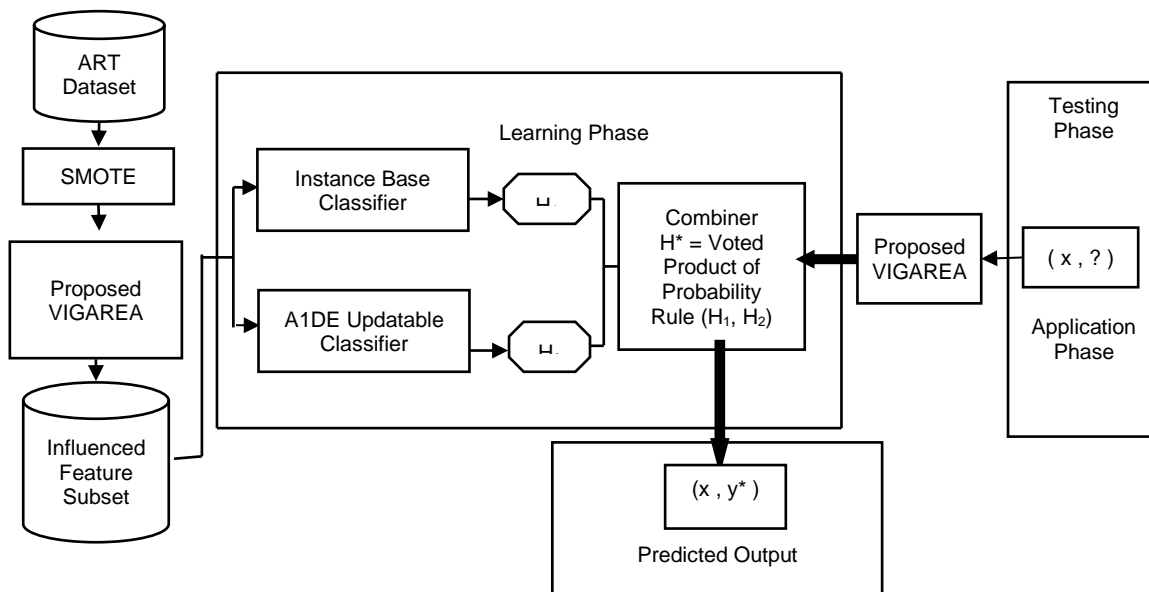 ART
Dataset
SMOTE
Proposed
VIGAREA
Influenced
Feature
Subset
Learning Phase
Instance Base
Classifier
A1DE Updatable
Classifier
Combiner
H* = Voted
Product of
Probability
Rule (H₁, H₂)
Proposed
VIGAREA
Testing
Phase
( x , ? )
Application
Phase
(x , y* )
Predicted Output